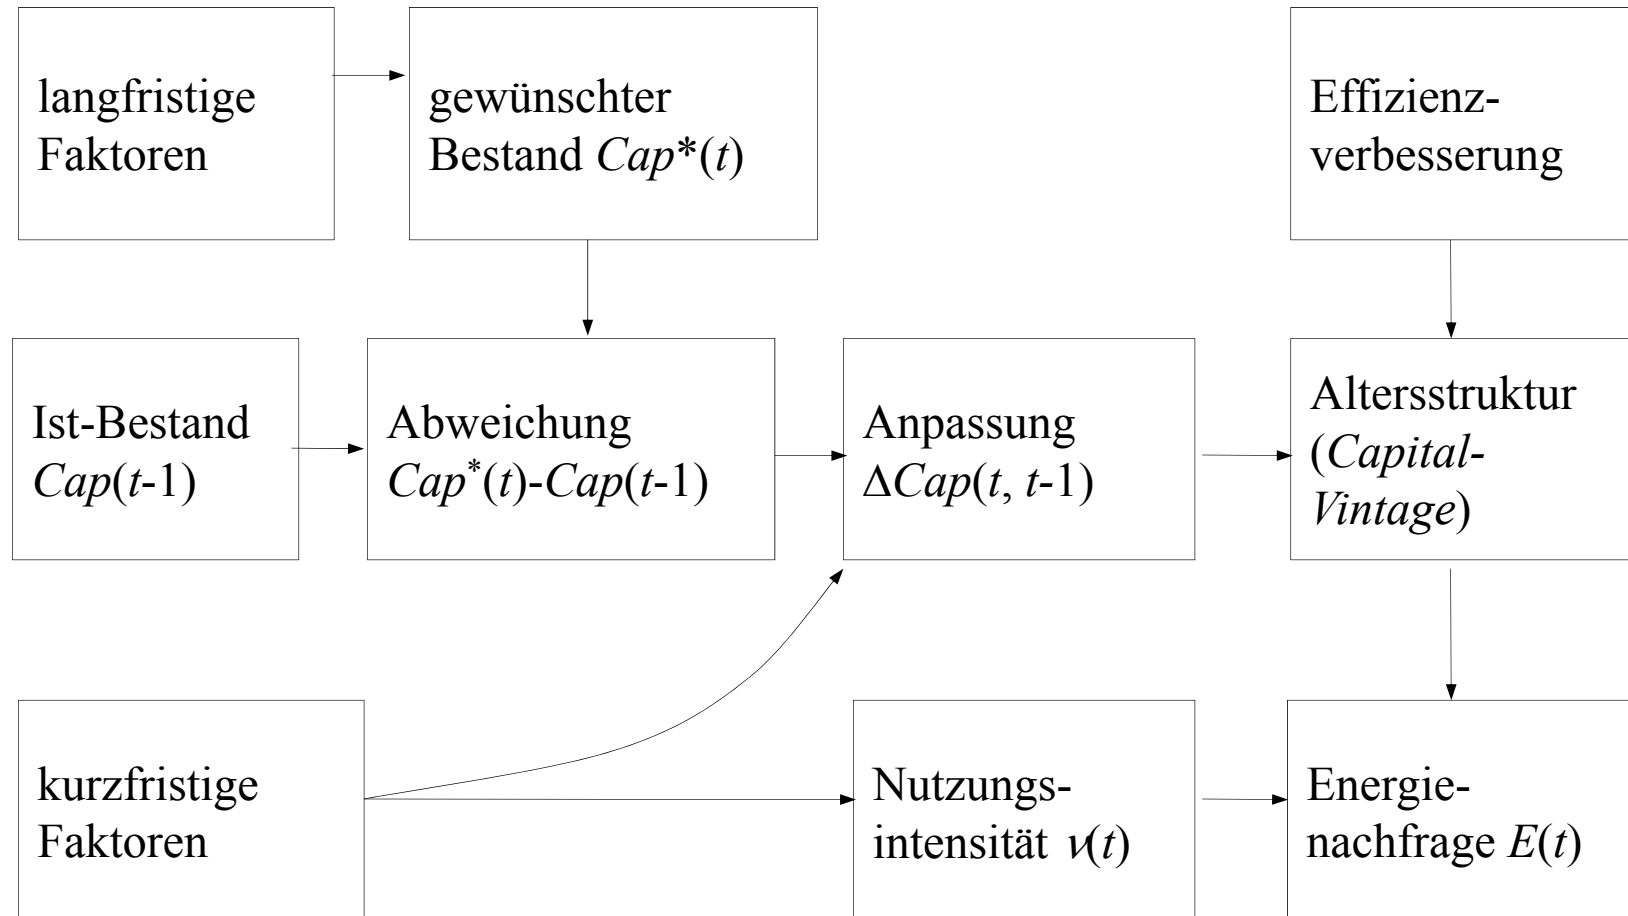 langfristige
Faktoren
gewünschter
Bestand Cap*(t)
Effizienz-
verbesserung
Ist-Bestand
Cap(t-1)
Abweichung
Cap*(t)-Cap(t-1)
Anpassung
ΔCap(t, t-1)
Altersstruktur
(Capital-
Vintage)
kurzfristige
Faktoren
Nutzungs-
intensität ν(t)
Energie-
nachfrage E(t)